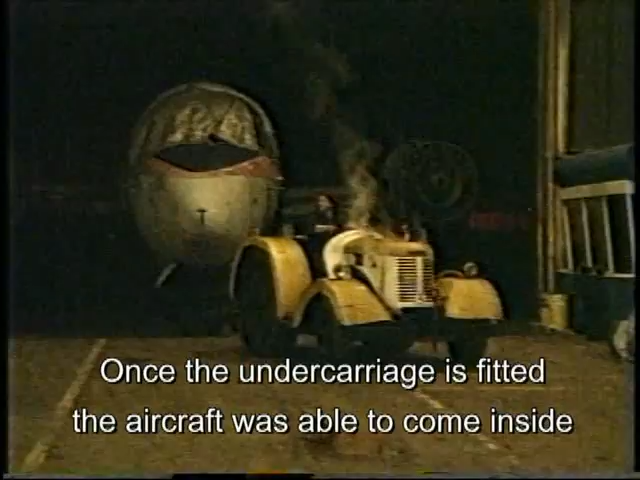 Once the undercarriage is fitted
the aircraft was able to come inside